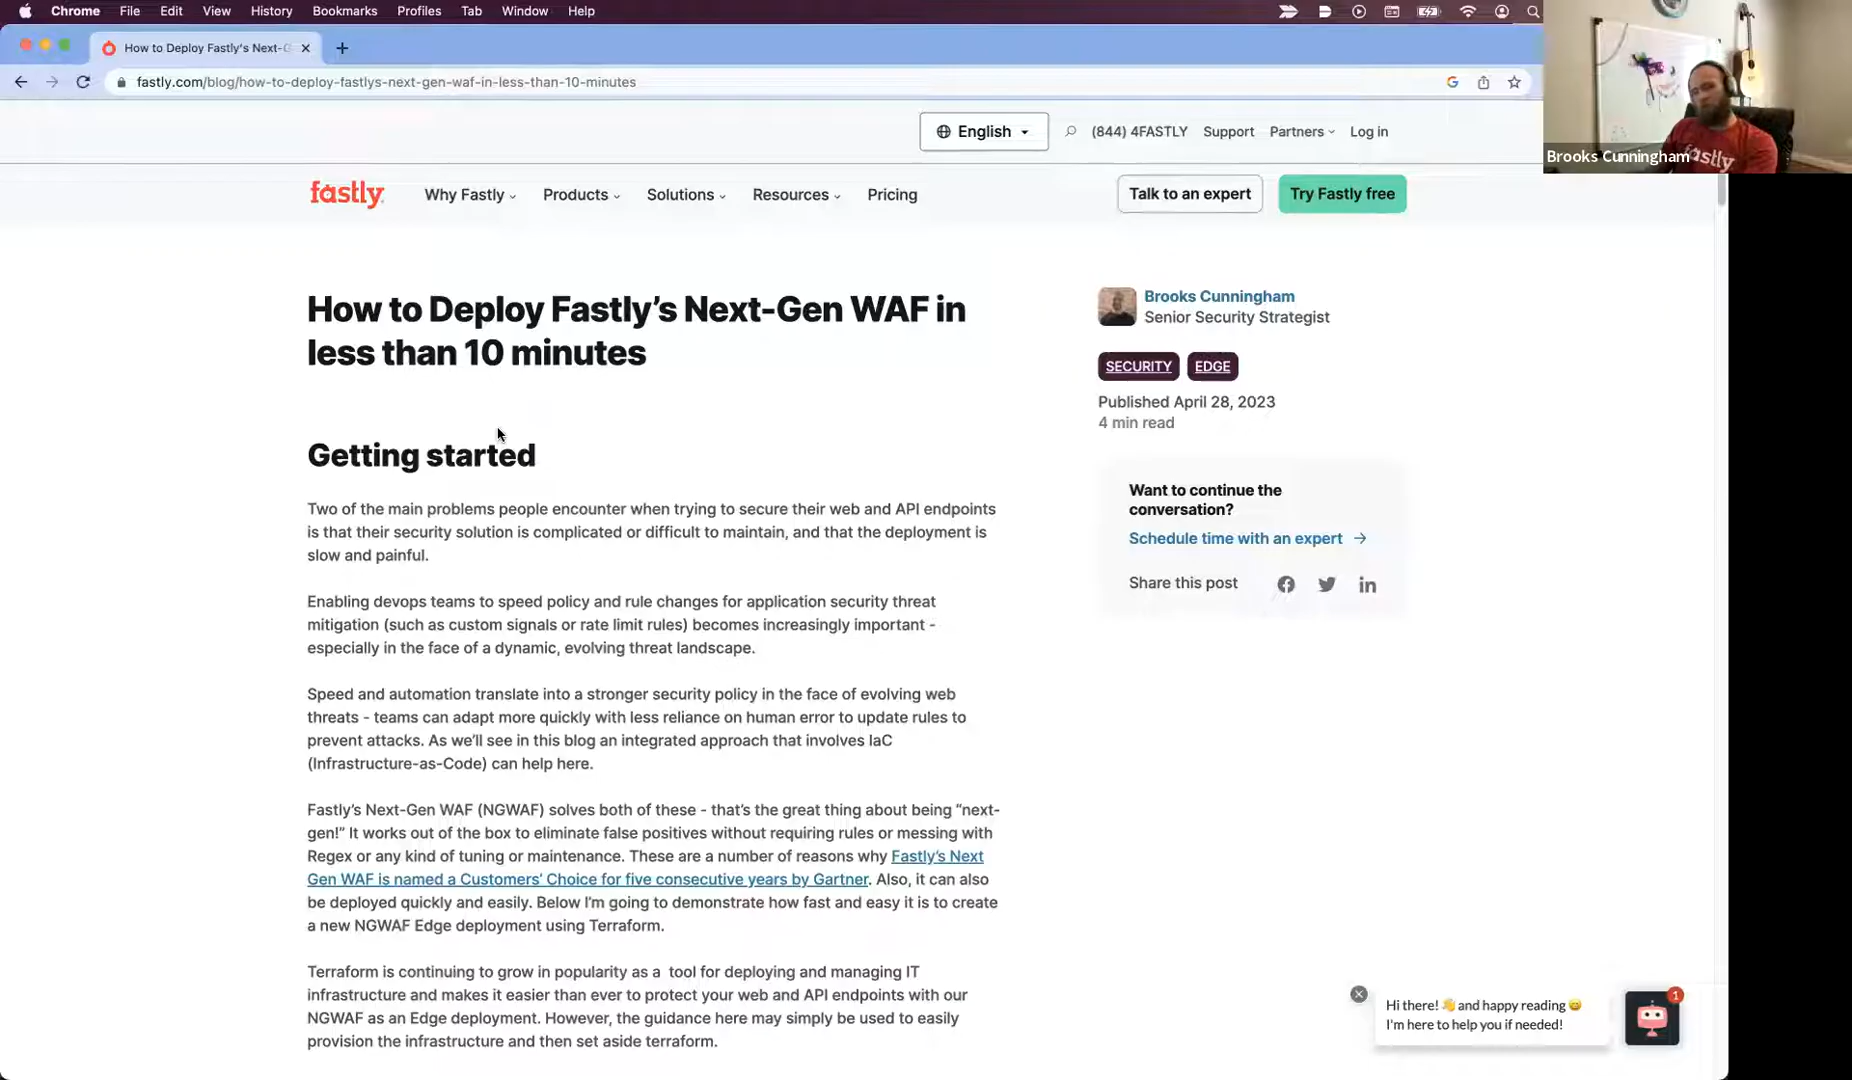 Chrome File Edit View History Bookmarks Profiles Tab Window Help
How to Deploy Fastly's Next-G
fastly.com/blog/how-to-deploy-fastlys-next-gen-waf-in-less-than-10-minutes
Brooks Cunningham
fastly
English (844) 4FASTLY Support Partners Log in
fastly Why Fastly Products Solutions Resources Pricing Talk to an expert Try Fastly free
How to Deploy Fastly's Next-Gen WAF in
less than 10 minutes
Brooks Cunningham
Senior Security Strategist
SECURITY EDGE
Published April 28, 2023
4 min read
Want to continue the
conversation?
Schedule time with an expert →
Share this post
Getting started
Two of the main problems people encounter when trying to secure their web and API endpoints
is that their security solution is complicated or difficult to maintain, and that the deployment is
slow and painful.
Enabling devops teams to speed policy and rule changes for application security threat
mitigation (such as custom signals or rate limit rules) becomes increasingly important -
especially in the face of a dynamic, evolving threat landscape.
Speed and automation translate into a stronger security policy in the face of evolving web
threats - teams can adapt more quickly with less reliance on human error to update rules to
prevent attacks. As we'll see in this blog an integrated approach that involves IaC
(Infrastructure-as-Code) can help here.
Fastly's Next-Gen WAF (NGWAF) solves both of these - that's the great thing about being “next-
gen!” It works out of the box to eliminate false positives without requiring rules or messing with
Regex or any kind of tuning or maintenance. These are a number of reasons why Fastly's Next
Gen WAF is named a Customers' Choice for five consecutive years by Gartner. Also, it can also
be deployed quickly and easily. Below I'm going to demonstrate how fast and easy it is to create
a new NGWAF Edge deployment using Terraform.
Terraform is continuing to grow in popularity as a tool for deploying and managing IT
infrastructure and makes it easier than ever to protect your web and API endpoints with our
NGWAF as an Edge deployment. However, the guidance here may simply be used to easily
provision the infrastructure and then set aside terraform.
Hi there! 👋 and happy reading 😄
I'm here to help you if needed!
1